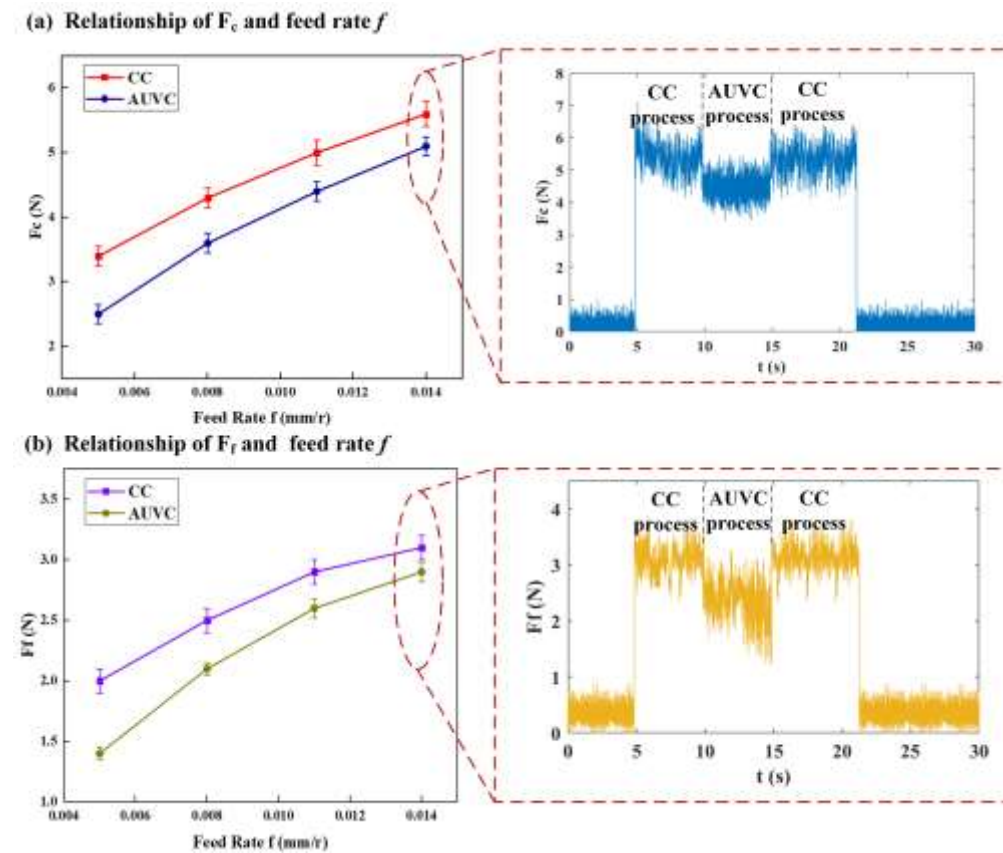 (a) Relationship of Fc and feed rate f
CC
AUVC
6
5
4
3
2
Fc (N)
0.004 0.006 0.008 0.010 0.012 0.014
Feed Rate f (mm/r)
8
7
6
5
4
3
2
1
0
Fc (N)
CC process
AUVC process
CC process
0 5 10 15 20 25 30
t (s)
(b) Relationship of Ff and feed rate f
CC
AUVC
3.5
3.0
2.5
2.0
1.5
1.0
Ff (N)
0.004 0.006 0.008 0.010 0.012 0.014
Feed Rate f (mm/r)
4
3
2
1
0
Ff (N)
CC process
AUVC process
CC process
0 5 10 15 20 25 30
t (s)